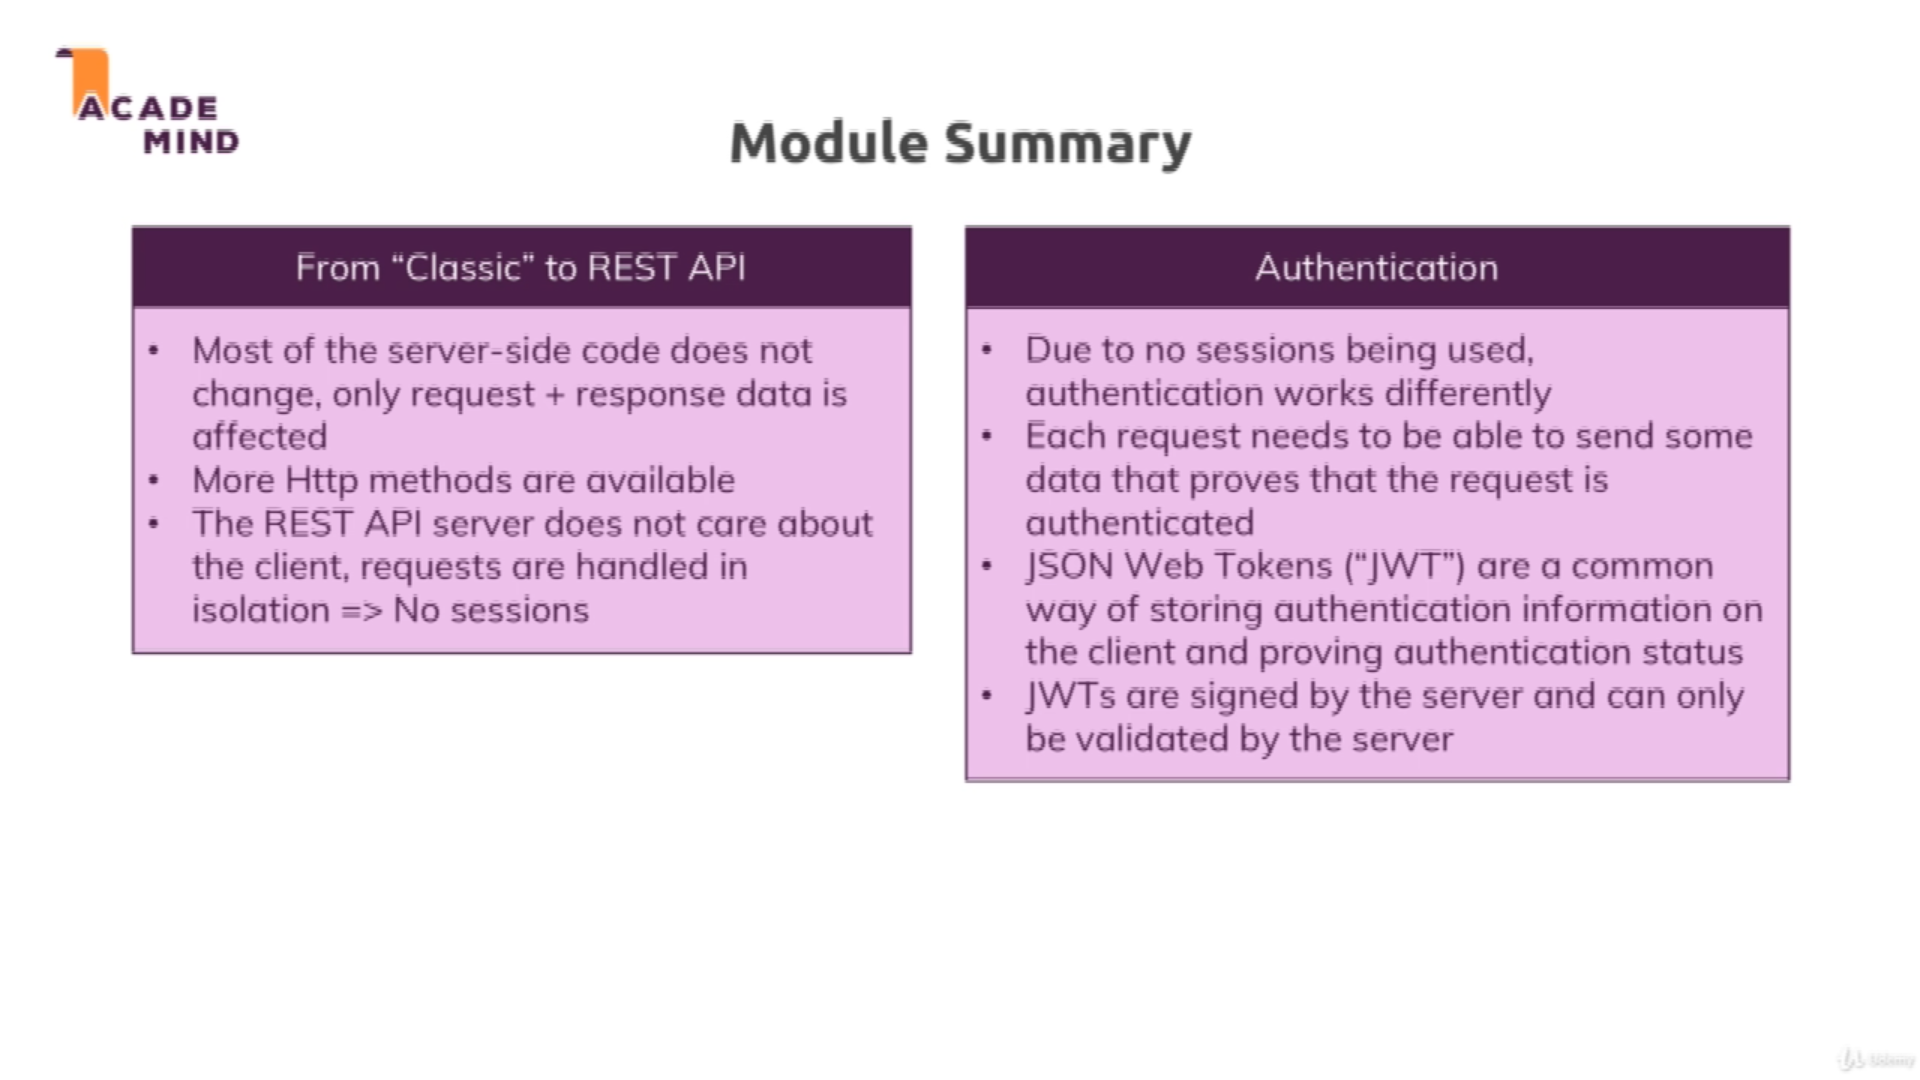 ACADE
MIND
Module Summary
From “Classic” to REST API
• Most of the server-side code does not
change, only request + response data is
affected
• More Http methods are available
• The REST API server does not care about
the client, requests are handled in
isolation => No sessions
Authentication
• Due to no sessions being used,
authentication works differently
• Each request needs to be able to send some
data that proves that the request is
authenticated
• JSON Web Tokens (“JWT”) are a common
way of storing authentication information on
the client and proving authentication status
• JWTs are signed by the server and can only
be validated by the server
Udemy